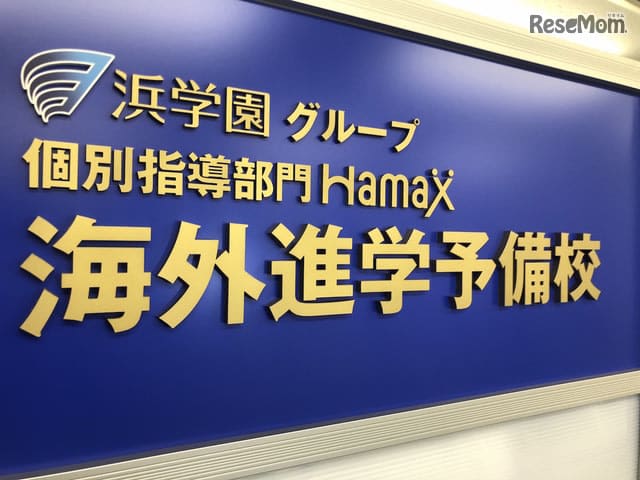 ReseMom.
浜学園 グループ
個別指導部門 Hamax
海外進学予備校